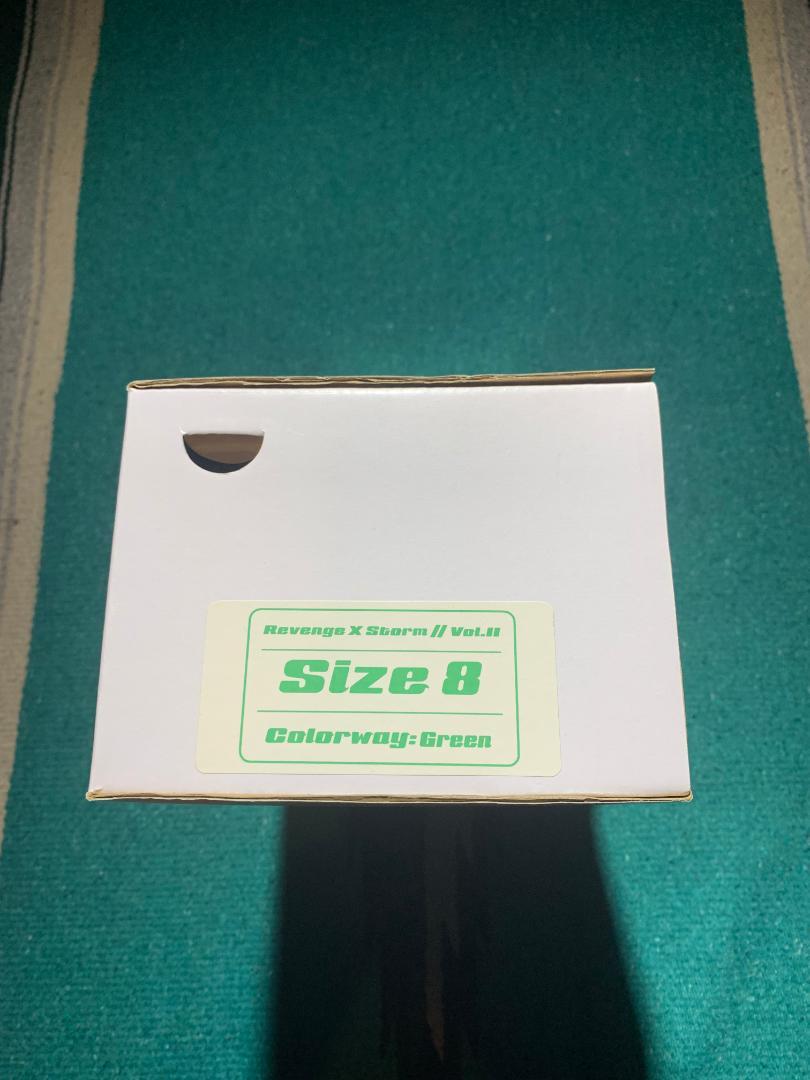 Revenge X Storm // Vol.II
Size 8
Colorway: Green